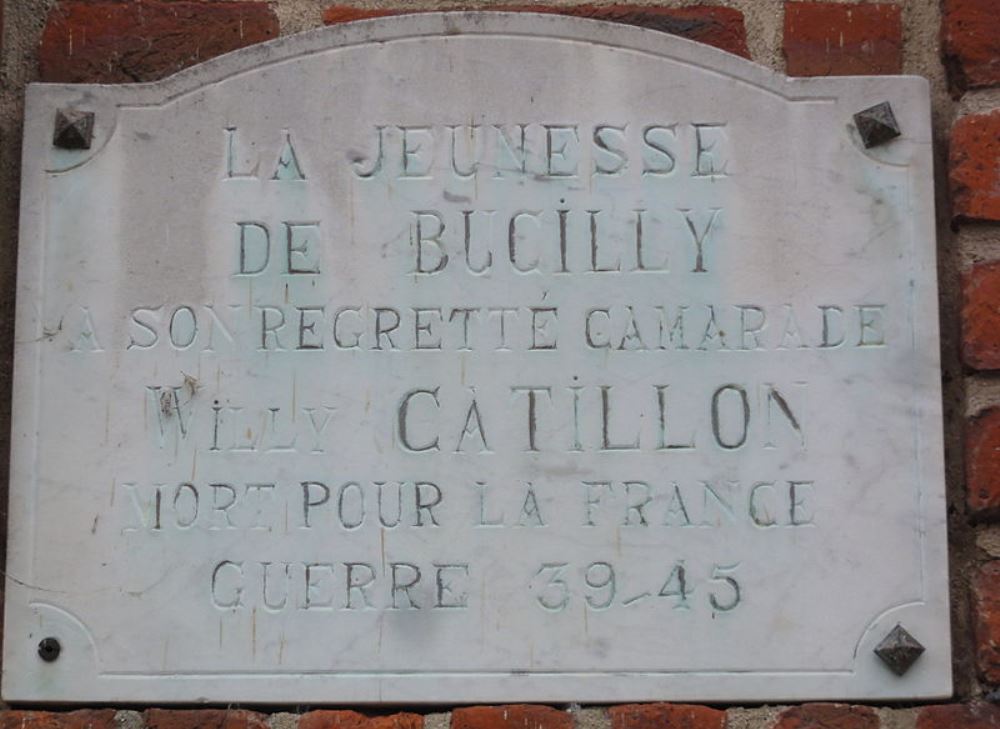 LA JEUNESSE
DE BUCILLY
A SON REGRETTÉ CAMARADE
WILLY CATILLON
MORT POUR LA FRANCE
GUERRE 39-45